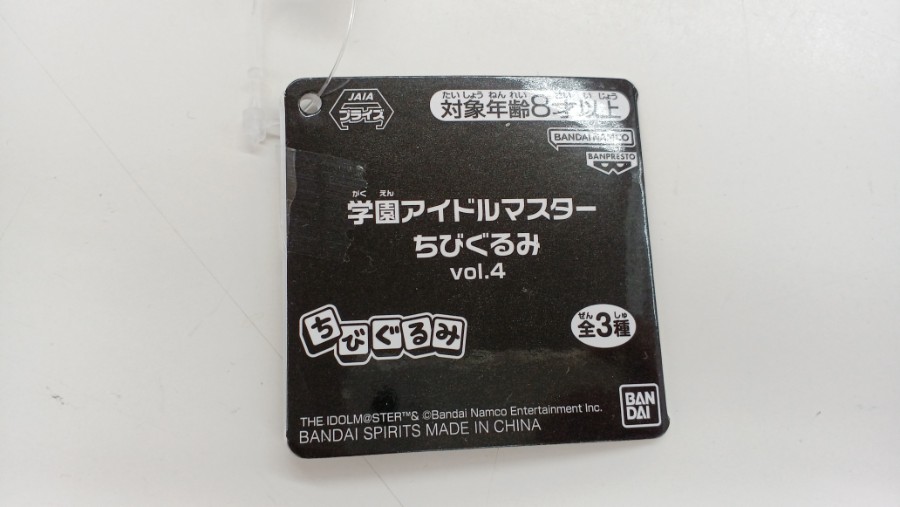 JAIA
プライズ
たいしょうねんれい さいいじょう
対象年齢8才以上
BANDAI NAMCO
BANPRESTO
がくえん
学園アイドルマスター
ちびぐるみ
vol.4
ちびぐるみ
ぜん しゅ
全3種
THE IDOLM@STER™& ©Bandai Namco Entertainment Inc.
BANDAI SPIRITS MADE IN CHINA
BAN
DAI